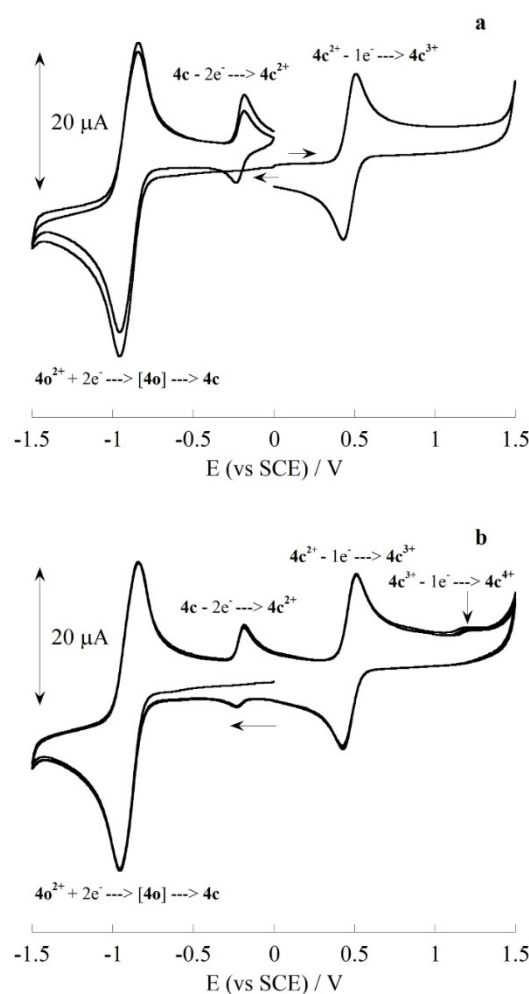 a
4c - 2e⁻ ---> 4c²⁺
4c²⁺ - 1e⁻ ---> 4c³⁺
20 µA
4o²⁺ + 2e⁻ ---> [4o] ---> 4c
-1.5 -1 -0.5 0 0.5 1 1.5
E (vs SCE) / V
b
4c²⁺ - 1e⁻ ---> 4c³⁺
4c³⁺ - 1e⁻ ---> 4c⁴⁺
4c - 2e⁻ ---> 4c²⁺
20 µA
4o²⁺ + 2e⁻ ---> [4o] ---> 4c
-1.5 -1 -0.5 0 0.5 1 1.5
E (vs SCE) / V